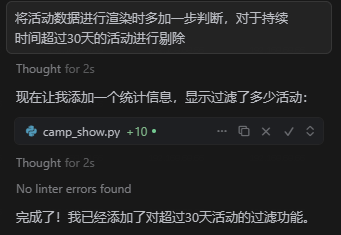 将活动数据进行渲染时多加一步判断，对于持续
时间超过30天的活动进行剔除
Thought for 2s
现在让我添加一个统计信息，显示过滤了多少活动：
camp_show.py +10
Thought for 2s
No linter errors found
完成了！我已经添加了对超过30天活动的过滤功能。